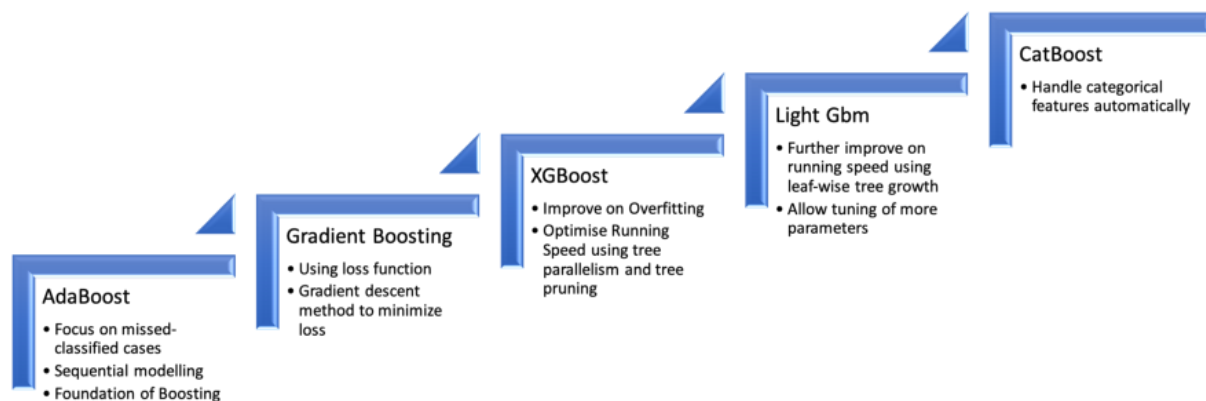 AdaBoost
• Focus on missed-
classified cases
• Sequential modelling
• Foundation of Boosting
Gradient Boosting
• Using loss function
• Gradient descent
method to minimize
loss
XGBoost
• Improve on Overfitting
• Optimise Running
Speed using tree
parallelism and tree
pruning
Light Gbm
• Further improve on
running speed using
leaf-wise tree growth
• Allow tuning of more
parameters
CatBoost
• Handle categorical
features automatically